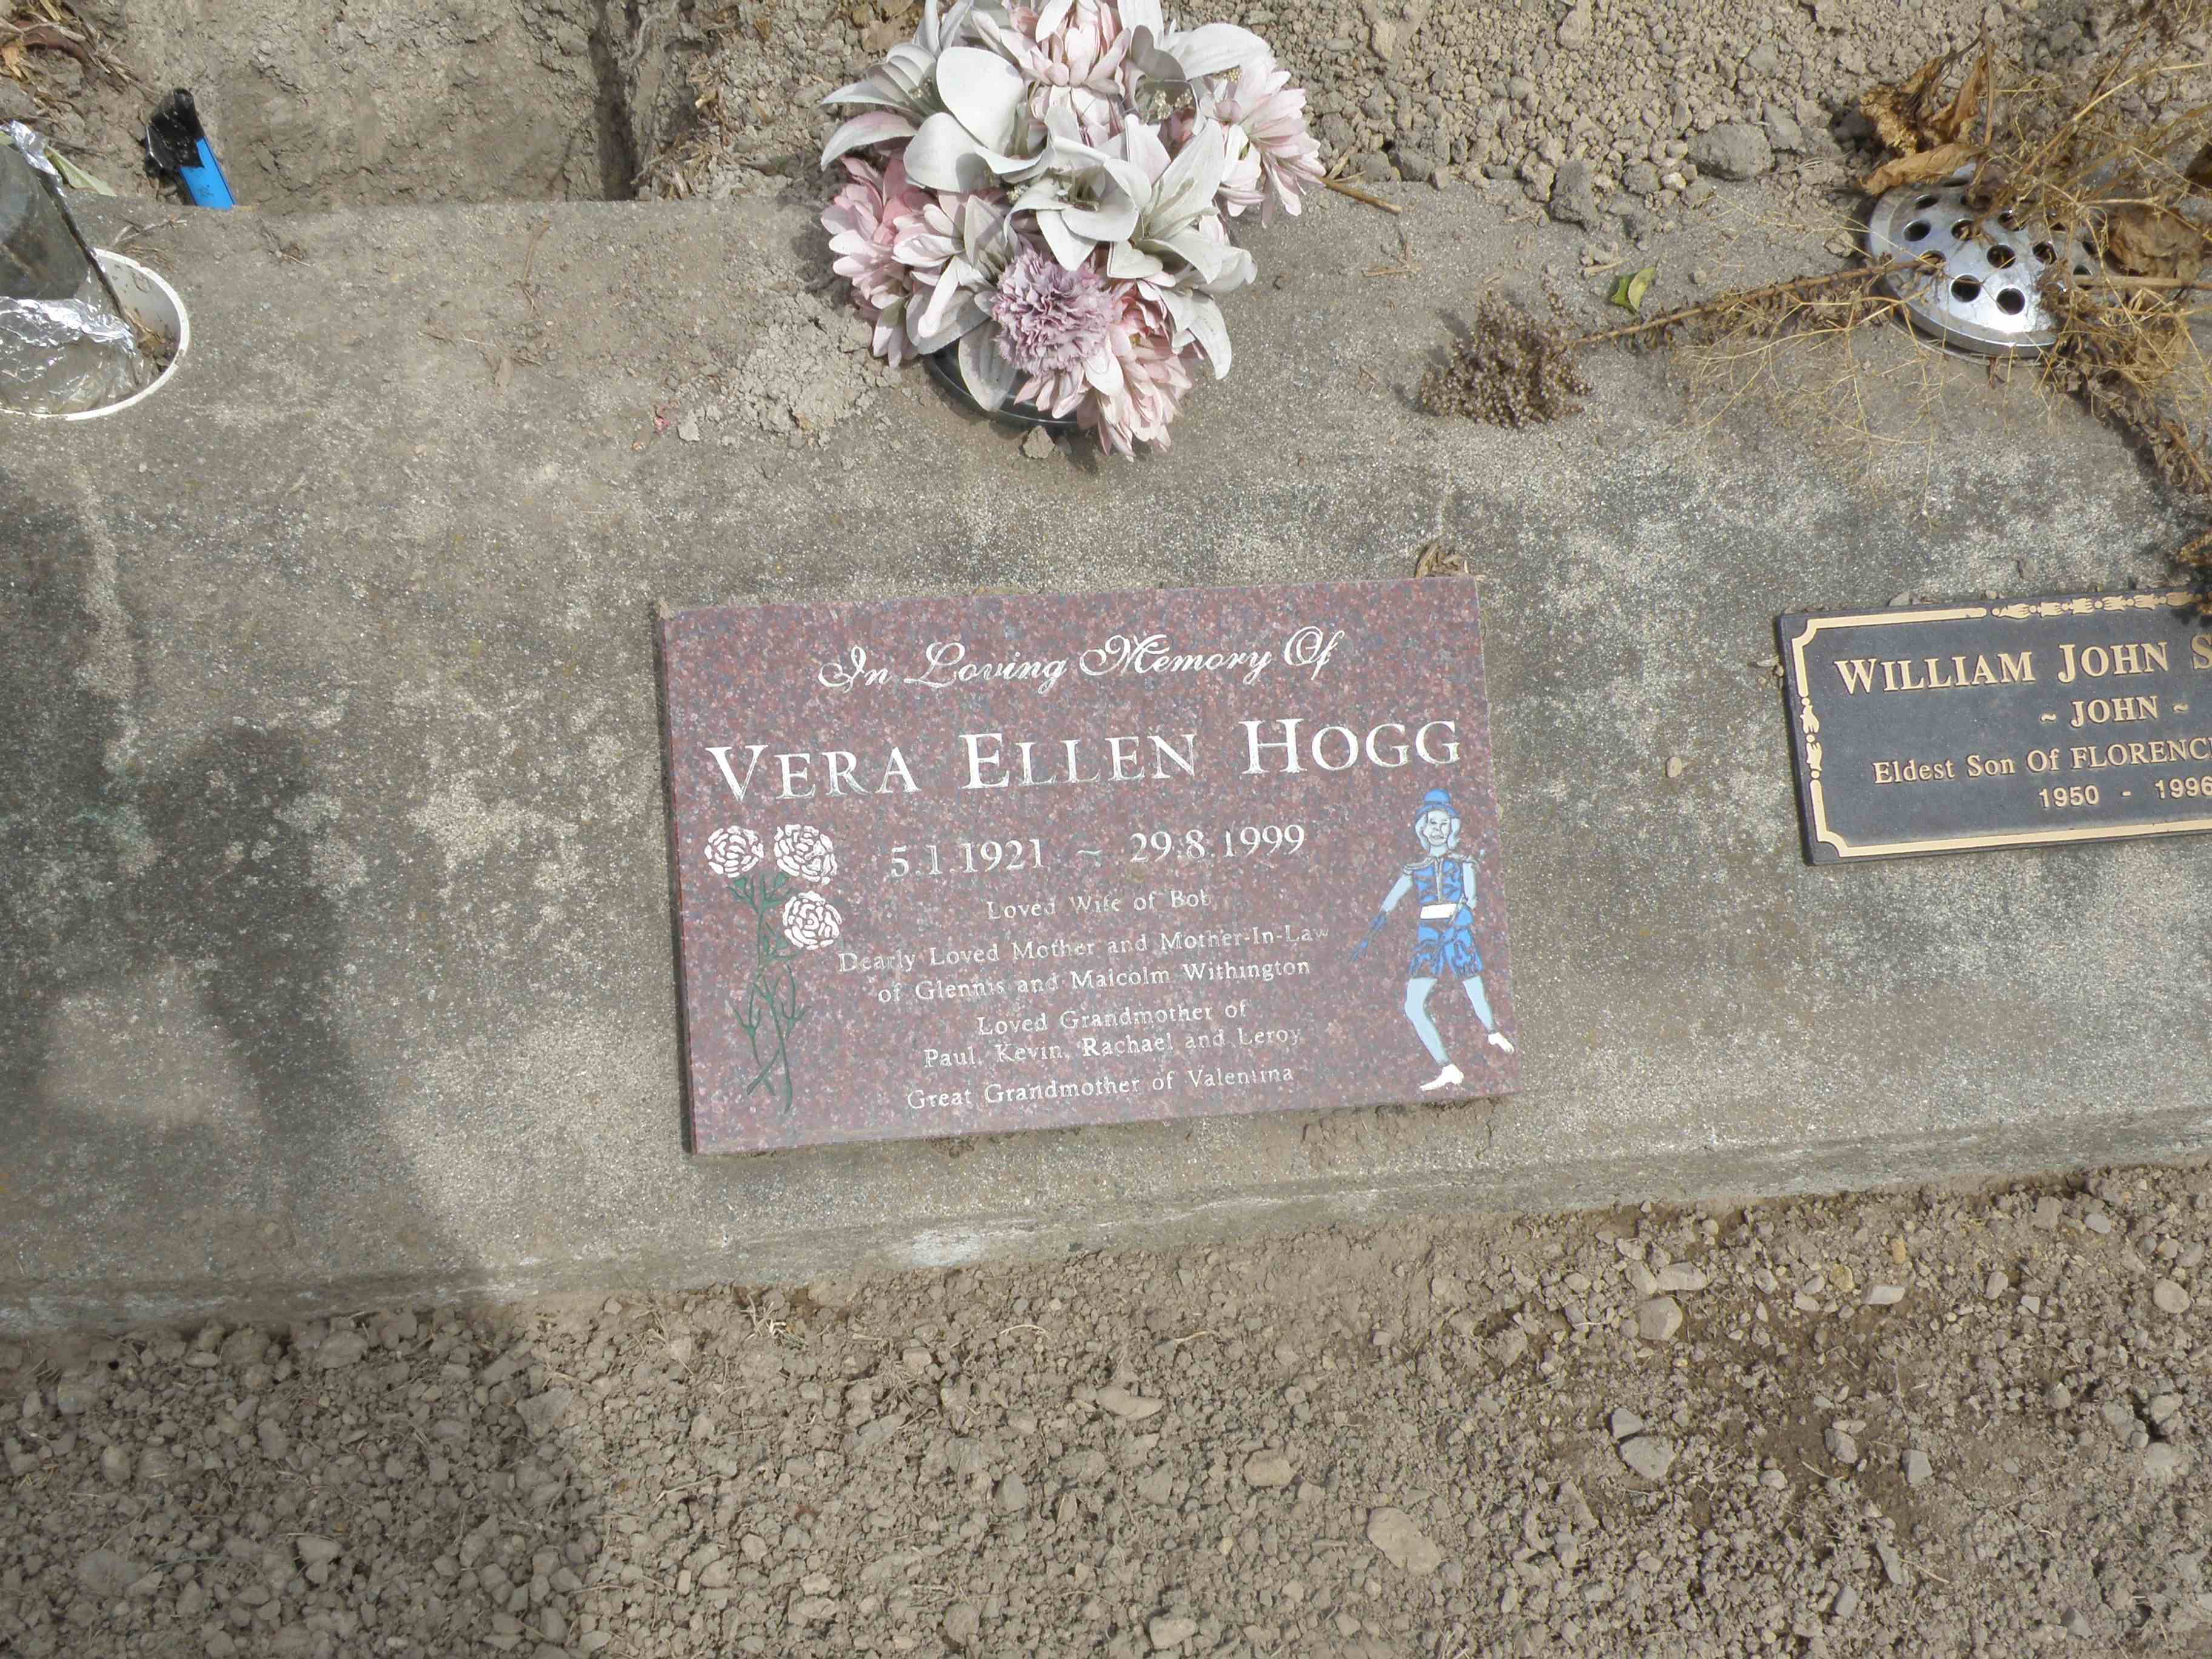 In Loving Memory Of
VERA ELLEN HOGG
5.1.1921 ~ 29.8.1999
Loved Wife of Bob
Dearly Loved Mother and Mother-In-Law
of Glennis and Malcolm Withington
Loved Grandmother of
Paul, Kevin, Rachael and Leroy
Great Grandmother of Valentina
WILLIAM JOHN
~ JOHN ~
Eldest Son Of
1950 - 1996